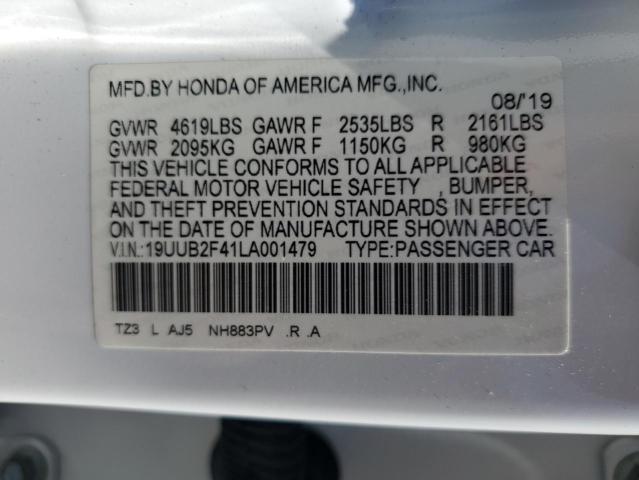 MFD.BY HONDA OF AMERICA MFG.,INC.
08/'19
GVWR 4619LBS GAWR F 2535LBS R 2161LBS
GVWR 2095KG GAWR F 1150KG R 980KG
THIS VEHICLE CONFORMS TO ALL APPLICABLE
FEDERAL MOTOR VEHICLE SAFETY , BUMPER,
AND THEFT PREVENTION STANDARDS IN EFFECT
ON THE DATE OF MANUFACTURE SHOWN ABOVE.
V.I.N.:19UUB2F41LA001479 TYPE:PASSENGER CAR
TZ3 L AJ5 NH883PV .R .A